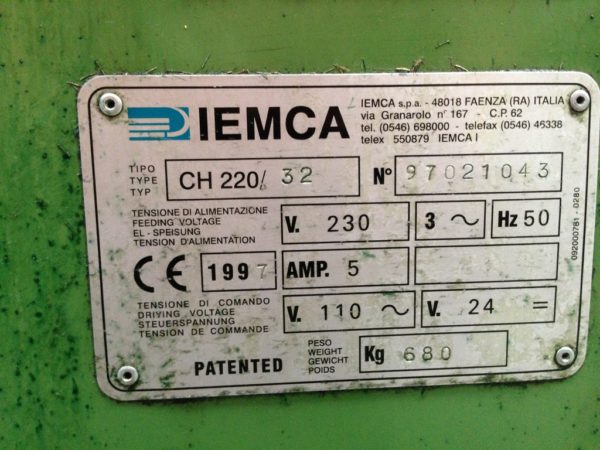 IEMCA
IEMCA s.p.a. - 48018 FAENZA (RA) ITALIA
via Granarolo n° 167 - C.P. 62
tel. (0546) 698000 - telefax (0546) 46338
telex 550879 IEMCA I
TIPO
TYPE
TYP
CH 220/ 32
N° 97021043
TENSIONE DI ALIMENTAZIONE
FEEDING VOLTAGE
EL - SPEISUNG
TENSION D'ALIMENTATION
V. 230
3 ~
Hz 50
CE
1997
AMP. 5
TENSIONE DI COMANDO
DRIVING VOLTAGE
STEUERSPANNUNG
TENSION DE COMMANDE
V. 110 ~
V. 24 =
PATENTED
PESO
WEIGHT
GEWICHT
POIDS
Kg 680
092000781 - 0280